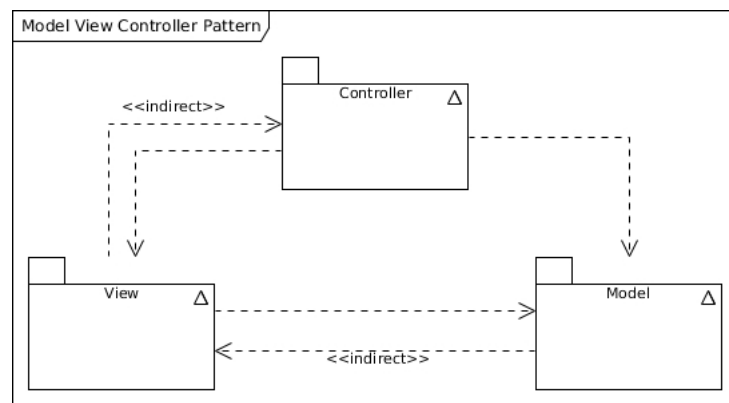 Model View Controller Pattern
Controller
<<indirect>>
View
Model
<<indirect>>